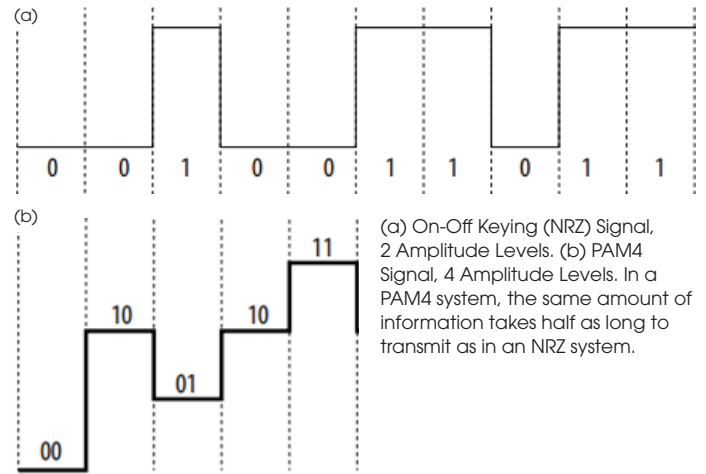 (a)
0 0 1 0 0 1 1 0 1 1
(b)
11
10 10
01
00
(a) On-Off Keying (NRZ) Signal,
2 Amplitude Levels. (b) PAM4
Signal, 4 Amplitude Levels. In a
PAM4 system, the same amount of
information takes half as long to
transmit as in an NRZ system.